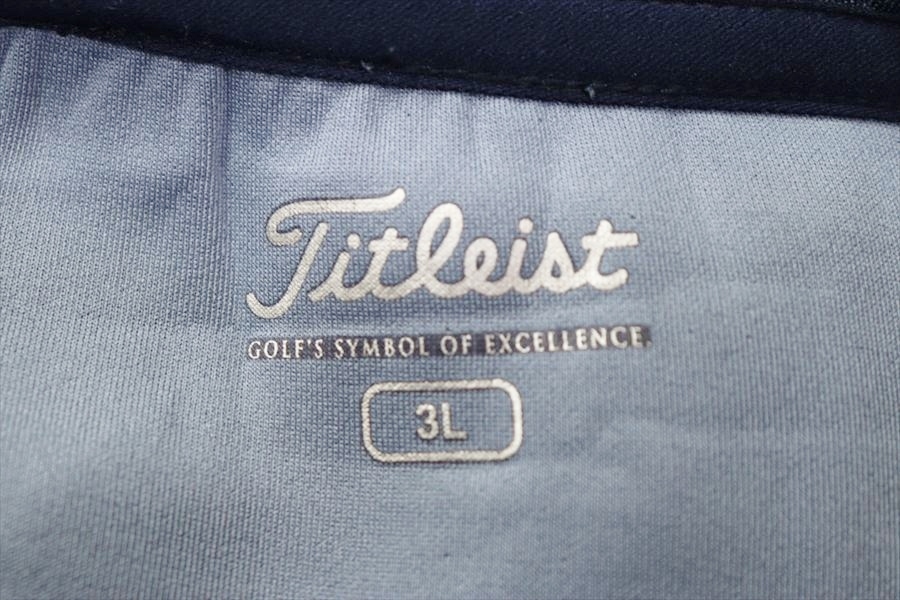 Titleist
GOLF'S SYMBOL OF EXCELLENCE.
3L